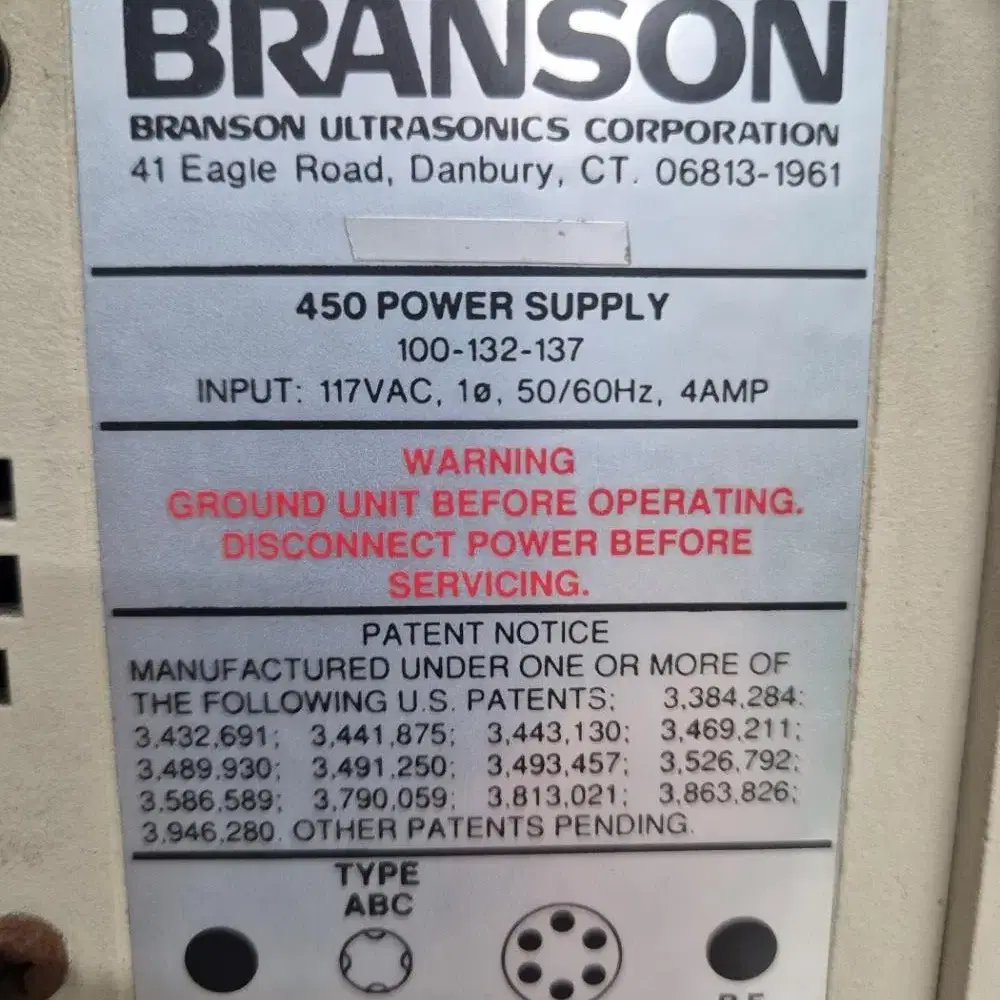 BRANSON
BRANSON ULTRASONICS CORPORATION
41 Eagle Road, Danbury, CT. 06813-1961
450 POWER SUPPLY
100-132-137
INPUT: 117VAC, 1ø, 50/60Hz, 4AMP
WARNING
GROUND UNIT BEFORE OPERATING.
DISCONNECT POWER BEFORE
SERVICING.
PATENT NOTICE
MANUFACTURED UNDER ONE OR MORE OF
THE FOLLOWING U.S. PATENTS: 3,384,284:
3,432,691; 3,441,875; 3,443,130; 3,469,211;
3,489,930; 3,491,250; 3,493,457; 3,526,792;
3,586,589; 3,790,059; 3,813,021; 3,863,826;
3,946,280. OTHER PATENTS PENDING.
TYPE
ABC